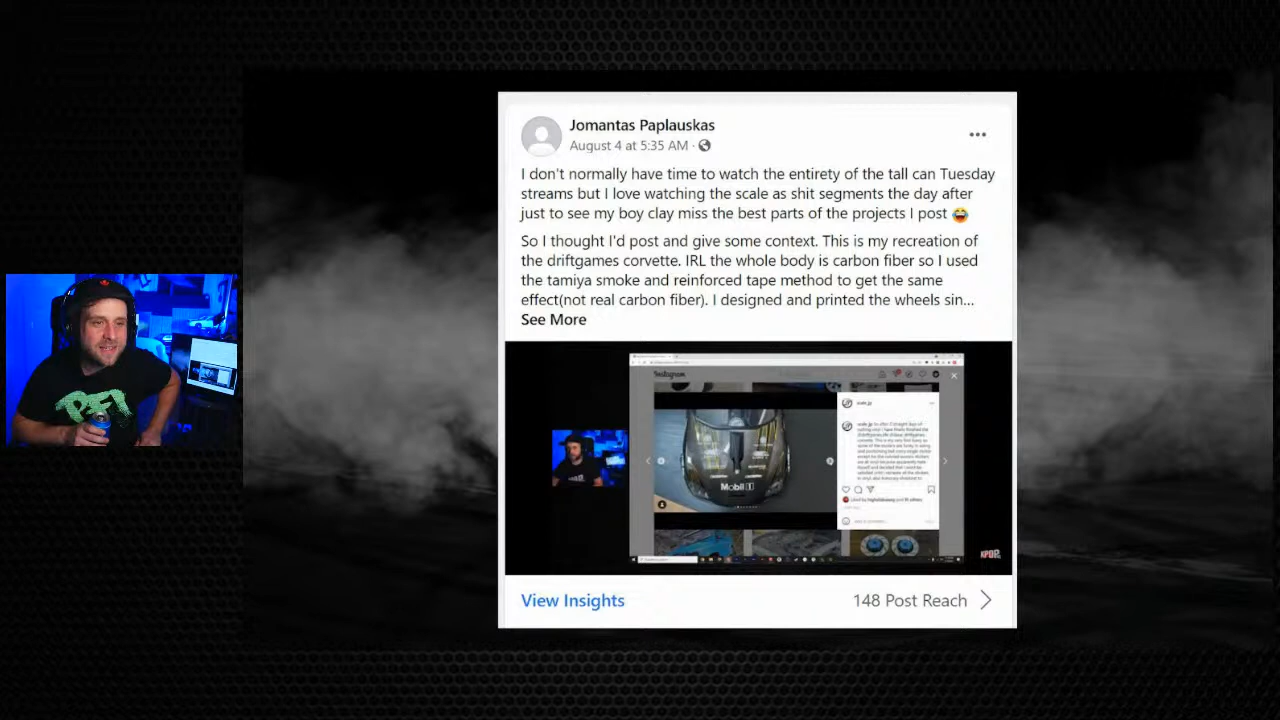 Jomantas Paplauskas
August 4 at 5:35 AM ·
I don't normally have time to watch the entirety of the tall can Tuesday
streams but I love watching the scale as shit segments the day after
just to see my boy clay miss the best parts of the projects I post 😂
So I thought I'd post and give some context. This is my recreation of
the driftgames corvette. IRL the whole body is carbon fiber so I used
the tamiya smoke and reinforced tape method to get the same
effect(not real carbon fiber). I designed and printed the wheels sin...
See More
Instagram
Mobil 1
KPOP
View Insights
148 Post Reach
PFT